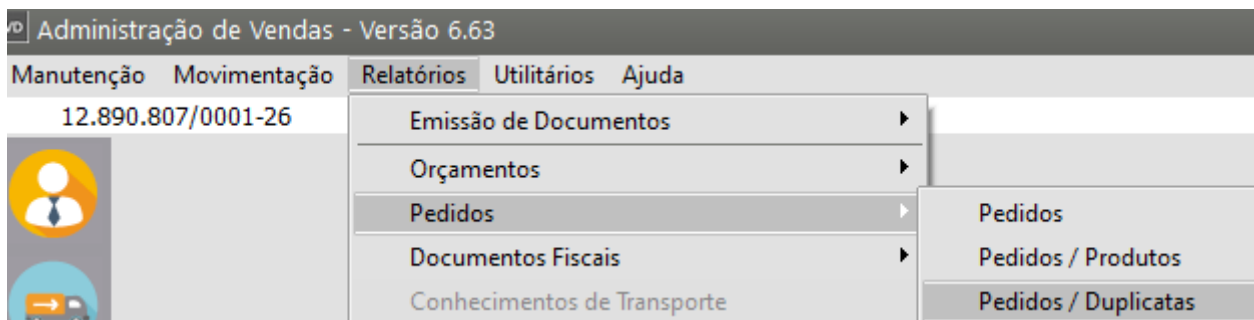 Administração de Vendas - Versão 6.63
Manutenção Movimentação Relatórios Utilitários Ajuda
12.890.807/0001-26
Emissão de Documentos
Orçamentos
Pedidos
Pedidos
Documentos Fiscais
Pedidos / Produtos
Conhecimentos de Transporte
Pedidos / Duplicatas